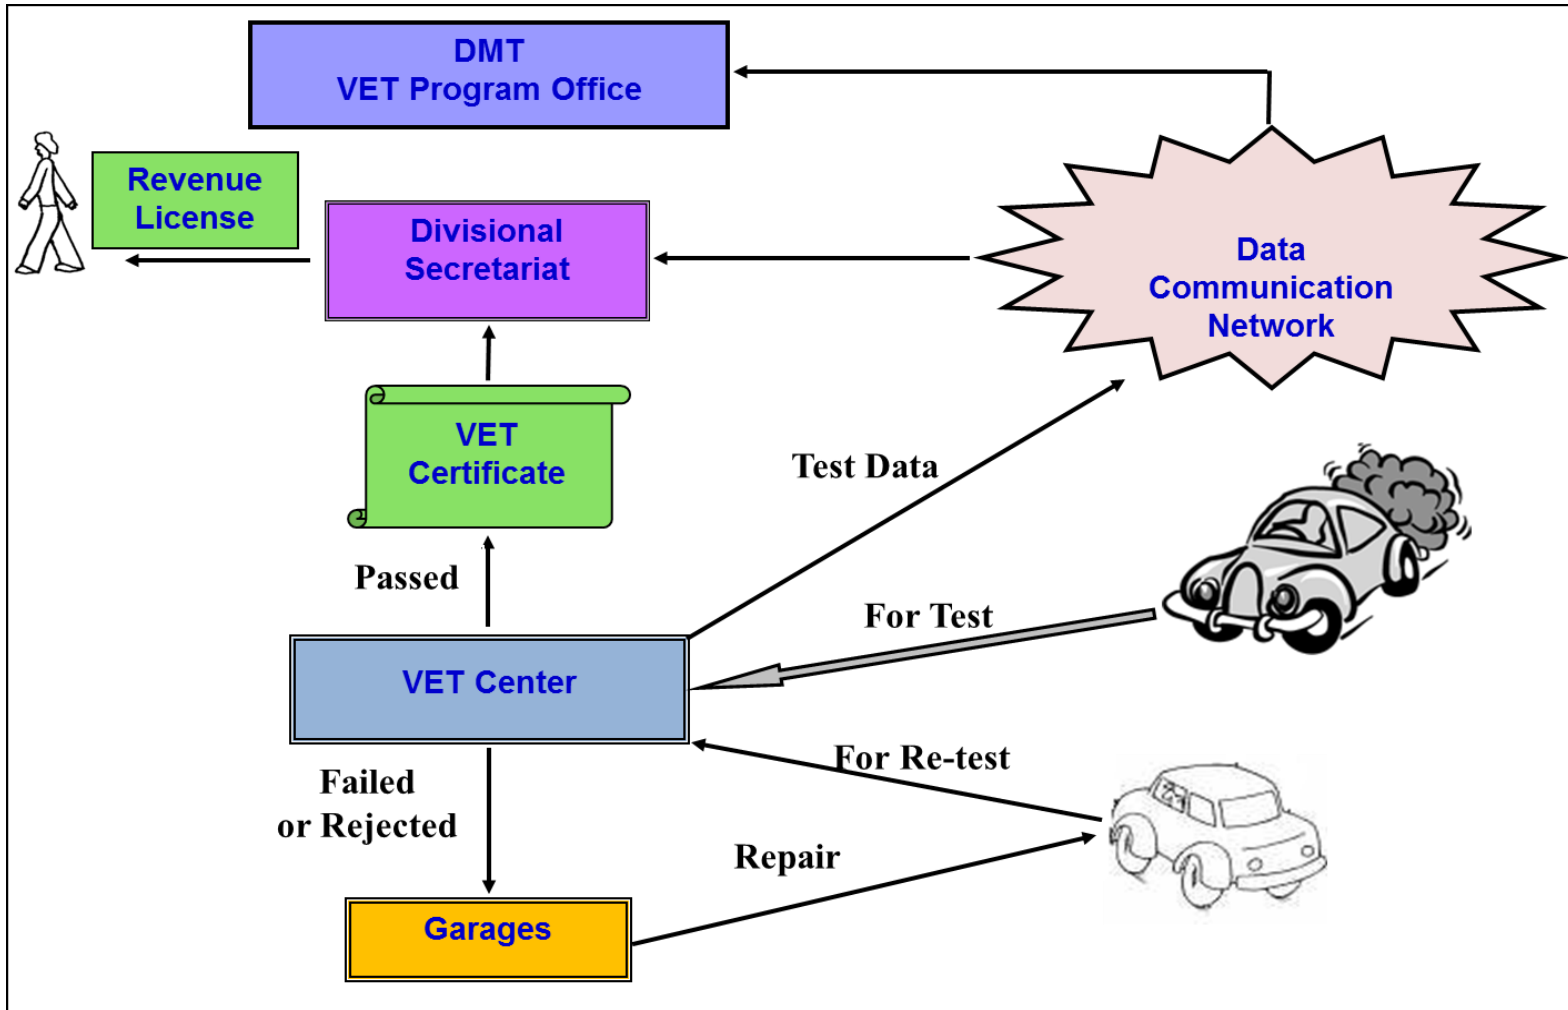 DMT
VET Program Office
Revenue
License
Divisional
Secretariat
Data
Communication
Network
VET
Certificate
Test Data
Passed
For Test
VET Center
For Re-test
Failed
or Rejected
Repair
Garages